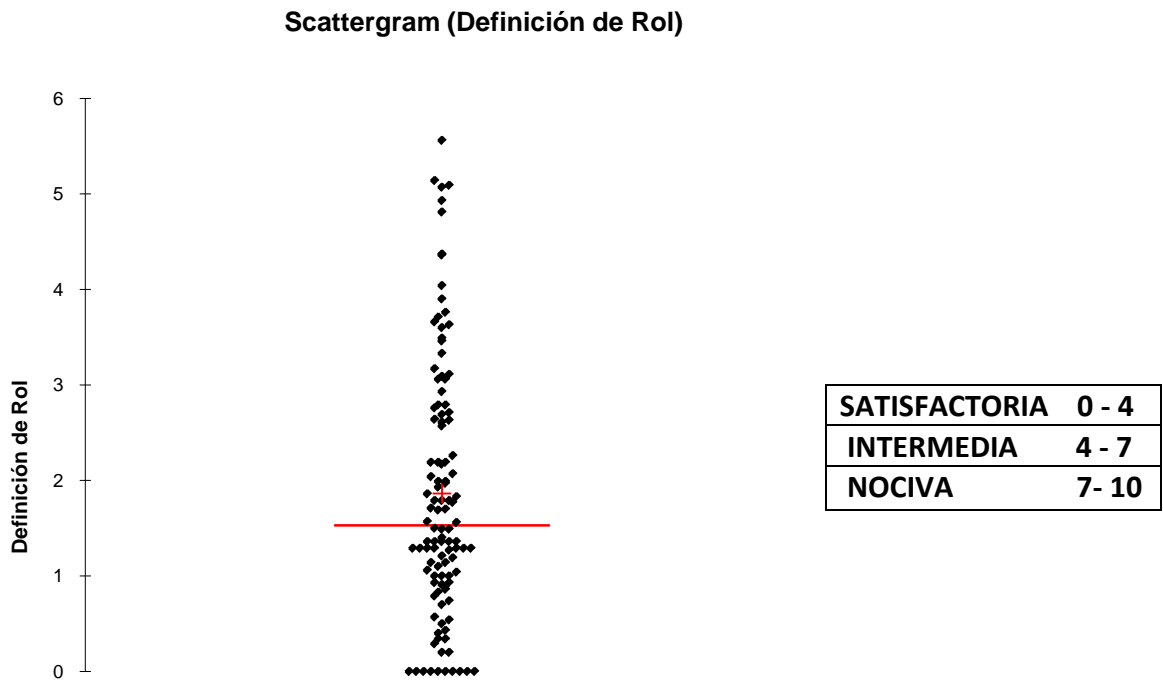 Scattergram (Definición de Rol)
6
5
4
3
2
1
0
Definición de Rol
SATISFACTORIA 0 - 4
INTERMEDIA 4 - 7
NOCIVA 7- 10